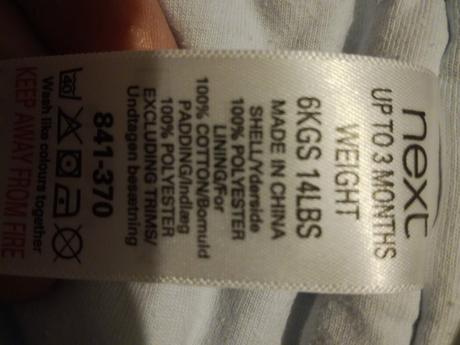 next
UP TO 3 MONTHS
WEIGHT
6KGS 14LBS
MADE IN CHINA
SHELL/Yderside
100% POLYESTER
LINING/For
100% COTTON/Bomuld
PADDING/Indlæg
100% POLYESTER
EXCLUDING TRIMS/
Undtagen besætning
841-370
40
Wash like colours together
KEEP AWAY FROM FIRE